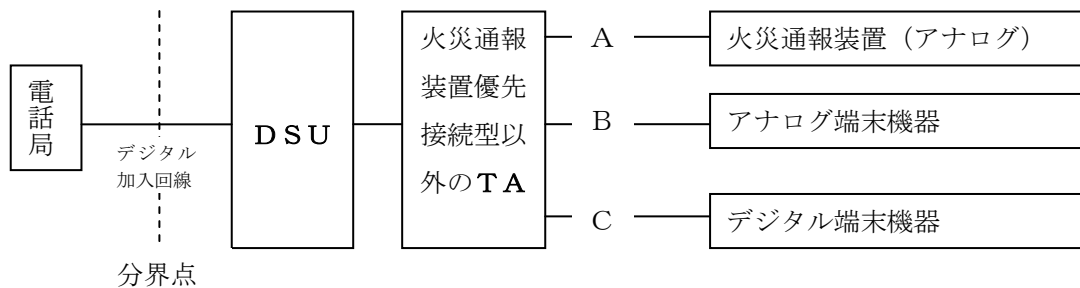 電話局
デジタル
加入回線
分界点
ＤＳＵ
火災通報
装置優先
接続型以
外のＴＡ
Ａ
火災通報装置（アナログ）
Ｂ
アナログ端末機器
Ｃ
デジタル端末機器